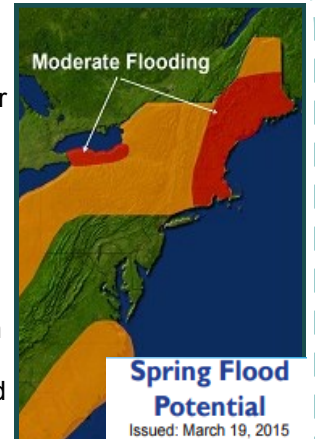 Moderate Flooding
Spring Flood
Potential
Issued: March 19, 2015